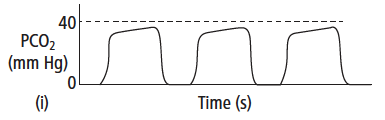 40
PCO₂
(mm Hg)
0
(i)
Time (s)